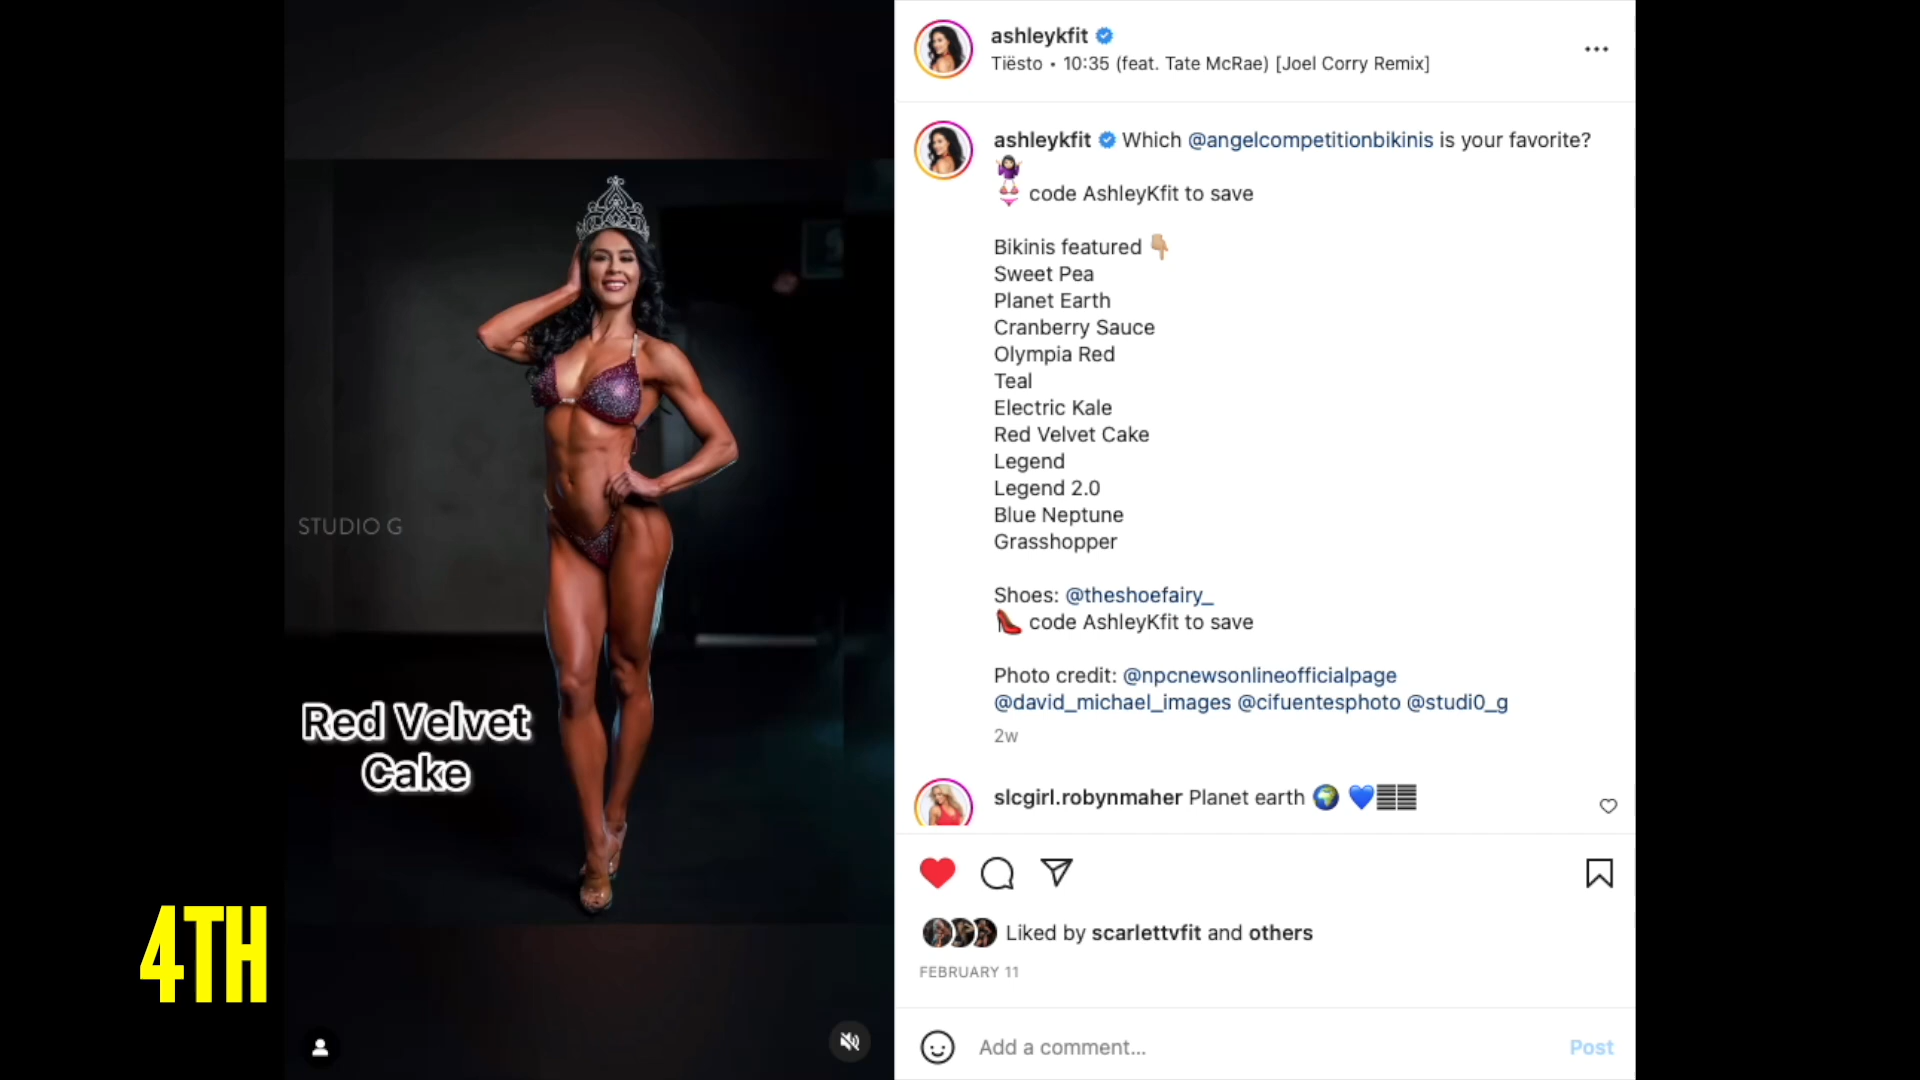 ashleykfit
Tiësto • 10:35 (feat. Tate McRae) [Joel Corry Remix]
ashleykfit Which @angelcompetitionbikinis is your favorite?
code AshleyKfit to save
Bikinis featured
Sweet Pea
Planet Earth
Cranberry Sauce
Olympia Red
Teal
Electric Kale
Red Velvet Cake
Legend
Legend 2.0
Blue Neptune
Grasshopper
Shoes: @theshoefairy_
code AshleyKfit to save
Photo credit: @npcnewsonlineofficialpage
@david_michael_images @cifuentesphoto @studi0_g
2w
slcgirl.robynmaher Planet earth
Liked by scarlettvfit and others
FEBRUARY 11
Add a comment...
Post
STUDIO G
Red Velvet
Cake
4TH